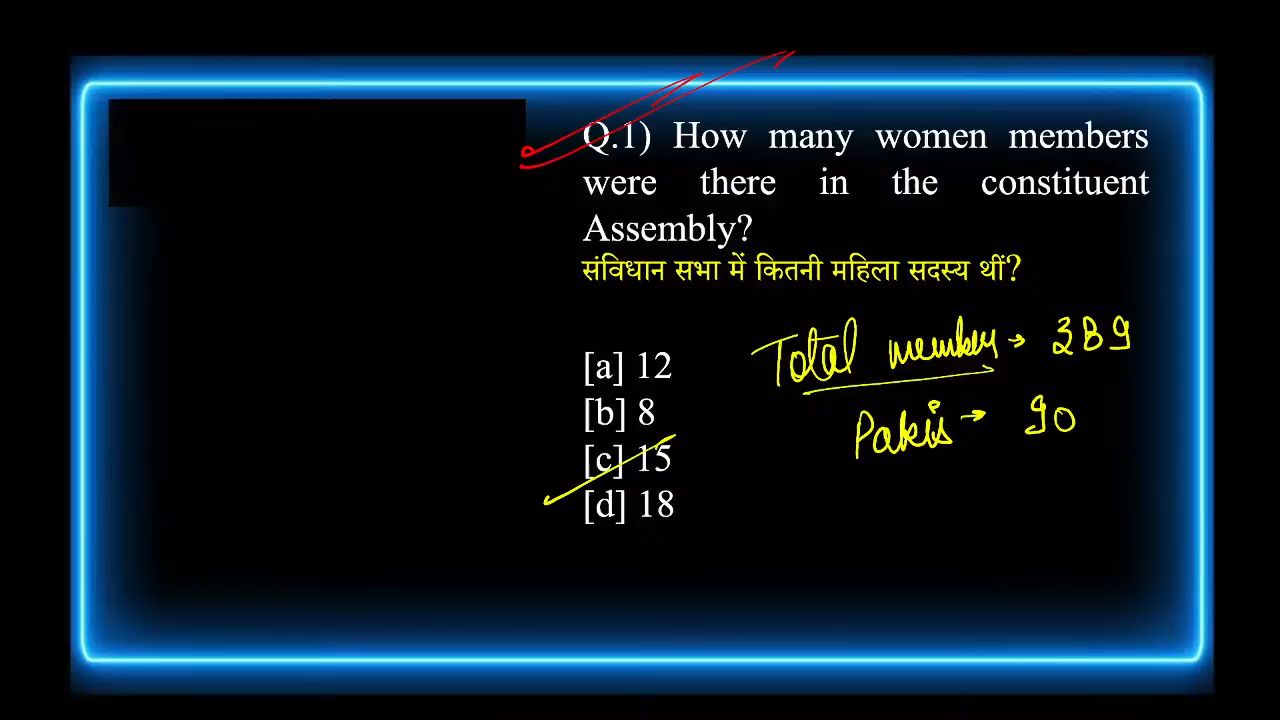 Q.1) How many women members
were there in the constituent
Assembly?
संविधान सभा में कितनी महिला सदस्य थीं?
Total member → 389
[a] 12
[b] 8
Pakis → 90
[c] 15
[d] 18